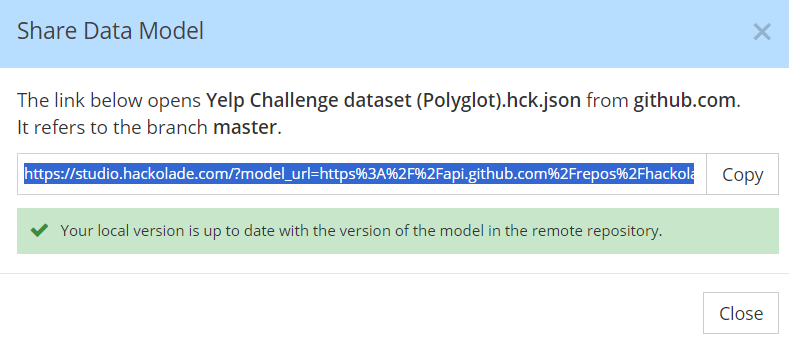 Share Data Model
The link below opens Yelp Challenge dataset (Polyglot).hck.json from github.com.
It refers to the branch master.
https://studio.hackolade.com/?model_url=https%3A%2F%2Fapi.github.com%2Frepos%2Fhackola
Copy
Your local version is up to date with the version of the model in the remote repository.
Close